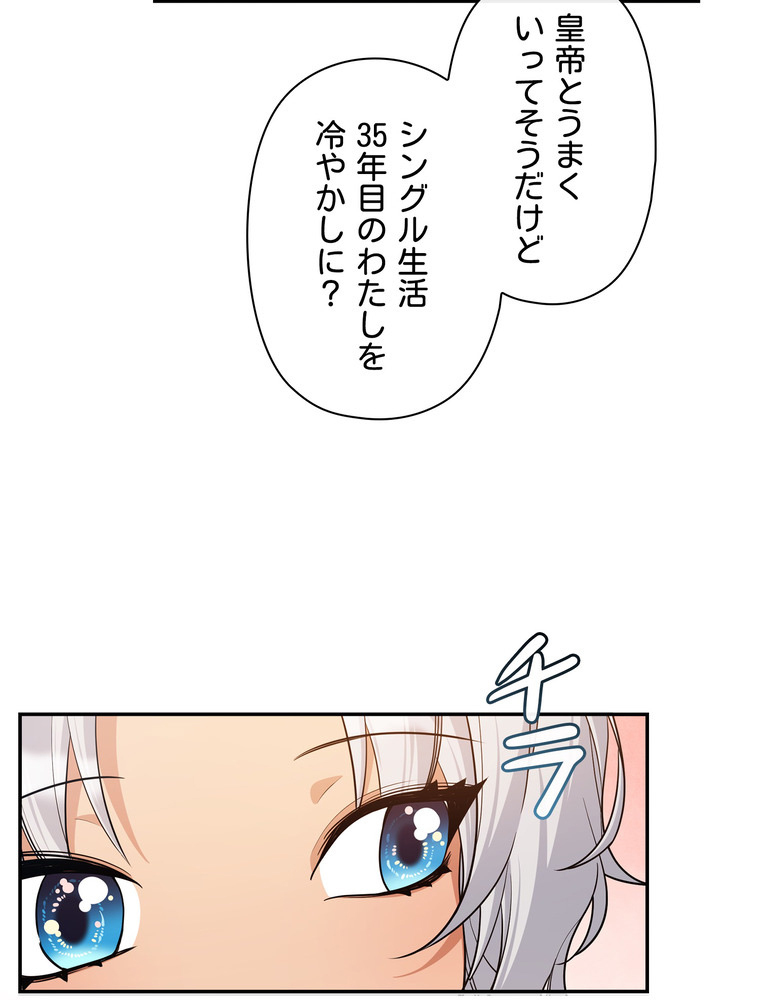 皇帝とうまく
いってそうだけど
シングル生活
35年目のわたしを
冷やかしに？
チラ